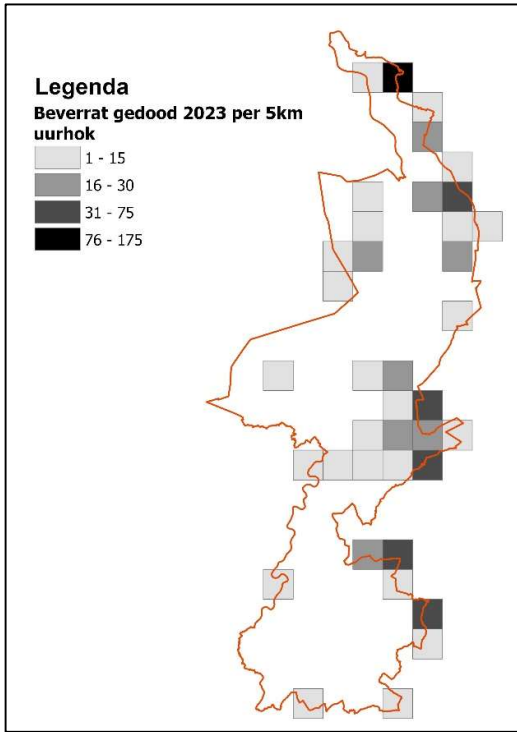 Legenda
Beverrat gedood 2023 per 5km
uurhok
1 - 15
16 - 30
31 - 75
76 - 175